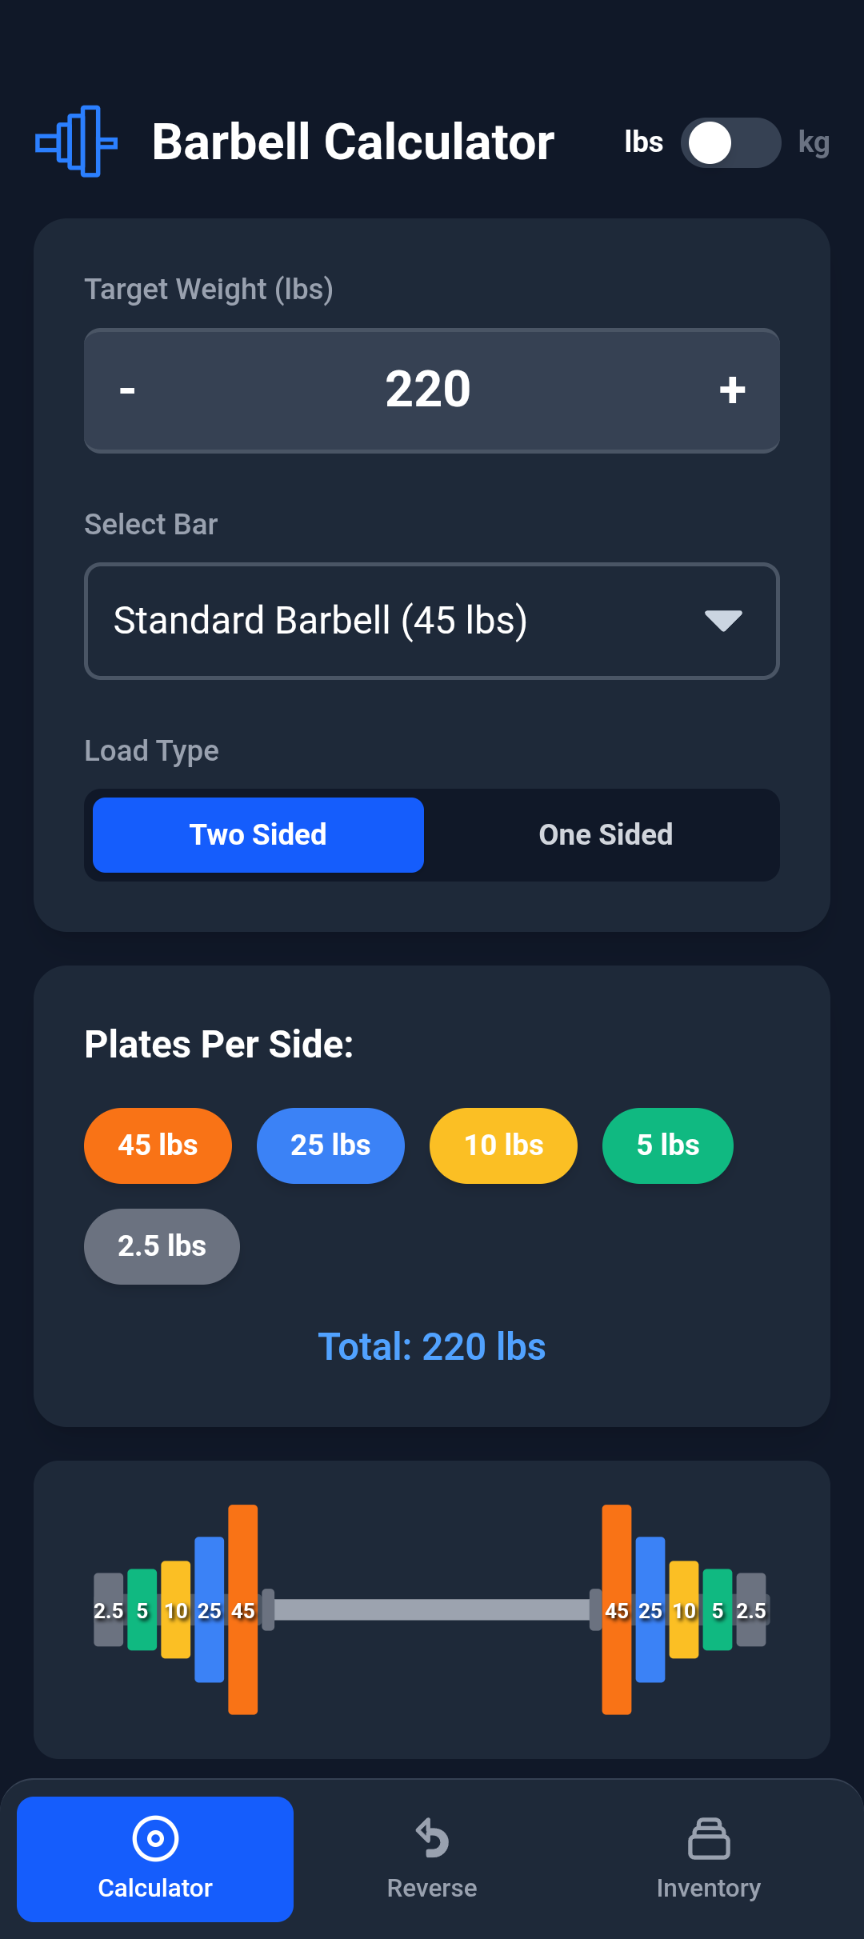 Barbell Calculator lbs kg
Target Weight (lbs)
- 220 +
Select Bar
Standard Barbell (45 lbs)
Load Type
Two Sided One Sided
Plates Per Side:
45 lbs 25 lbs 10 lbs 5 lbs
2.5 lbs
Total: 220 lbs
2.5 5 10 25 45 45 25 10 5 2.5
Calculator Reverse Inventory